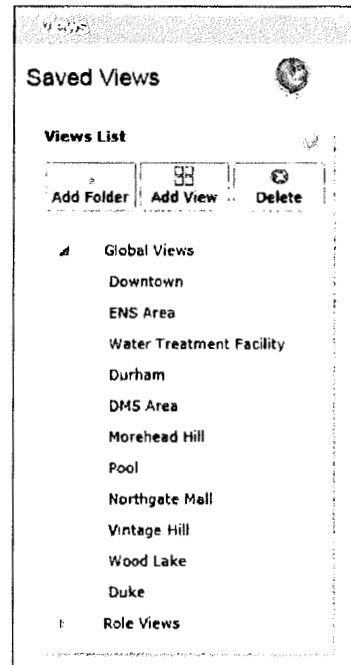 Views
Saved Views
Views List
Add Folder Add View Delete
Global Views
Downtown
ENS Area
Water Treatment Facility
Durham
DMS Area
Morehead Hill
Pool
Northgate Mall
Vintage Hill
Wood Lake
Duke
Role Views